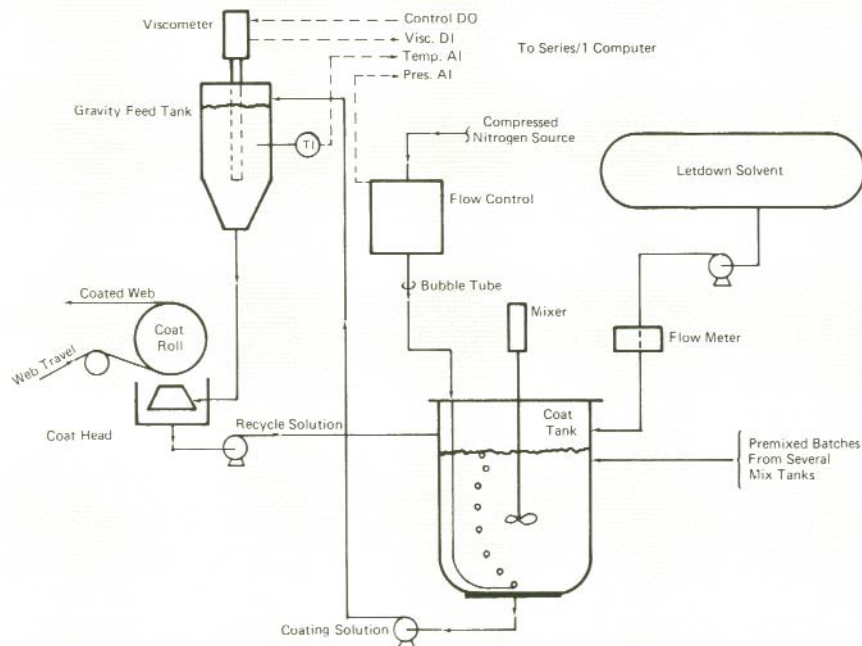 Viscometer
Control DO
Visc. DI
Temp. AI
Pres. AI
To Series/1 Computer
Gravity Feed Tank
TI
Compressed
Nitrogen Source
Flow Control
Letdown Solvent
Bubble Tube
Mixer
Flow Meter
Coated Web
Coat
Roll
Web Travel
Coat Head
Recycle Solution
Coat
Tank
Premixed Batches
From Several
Mix Tanks
Coating Solution